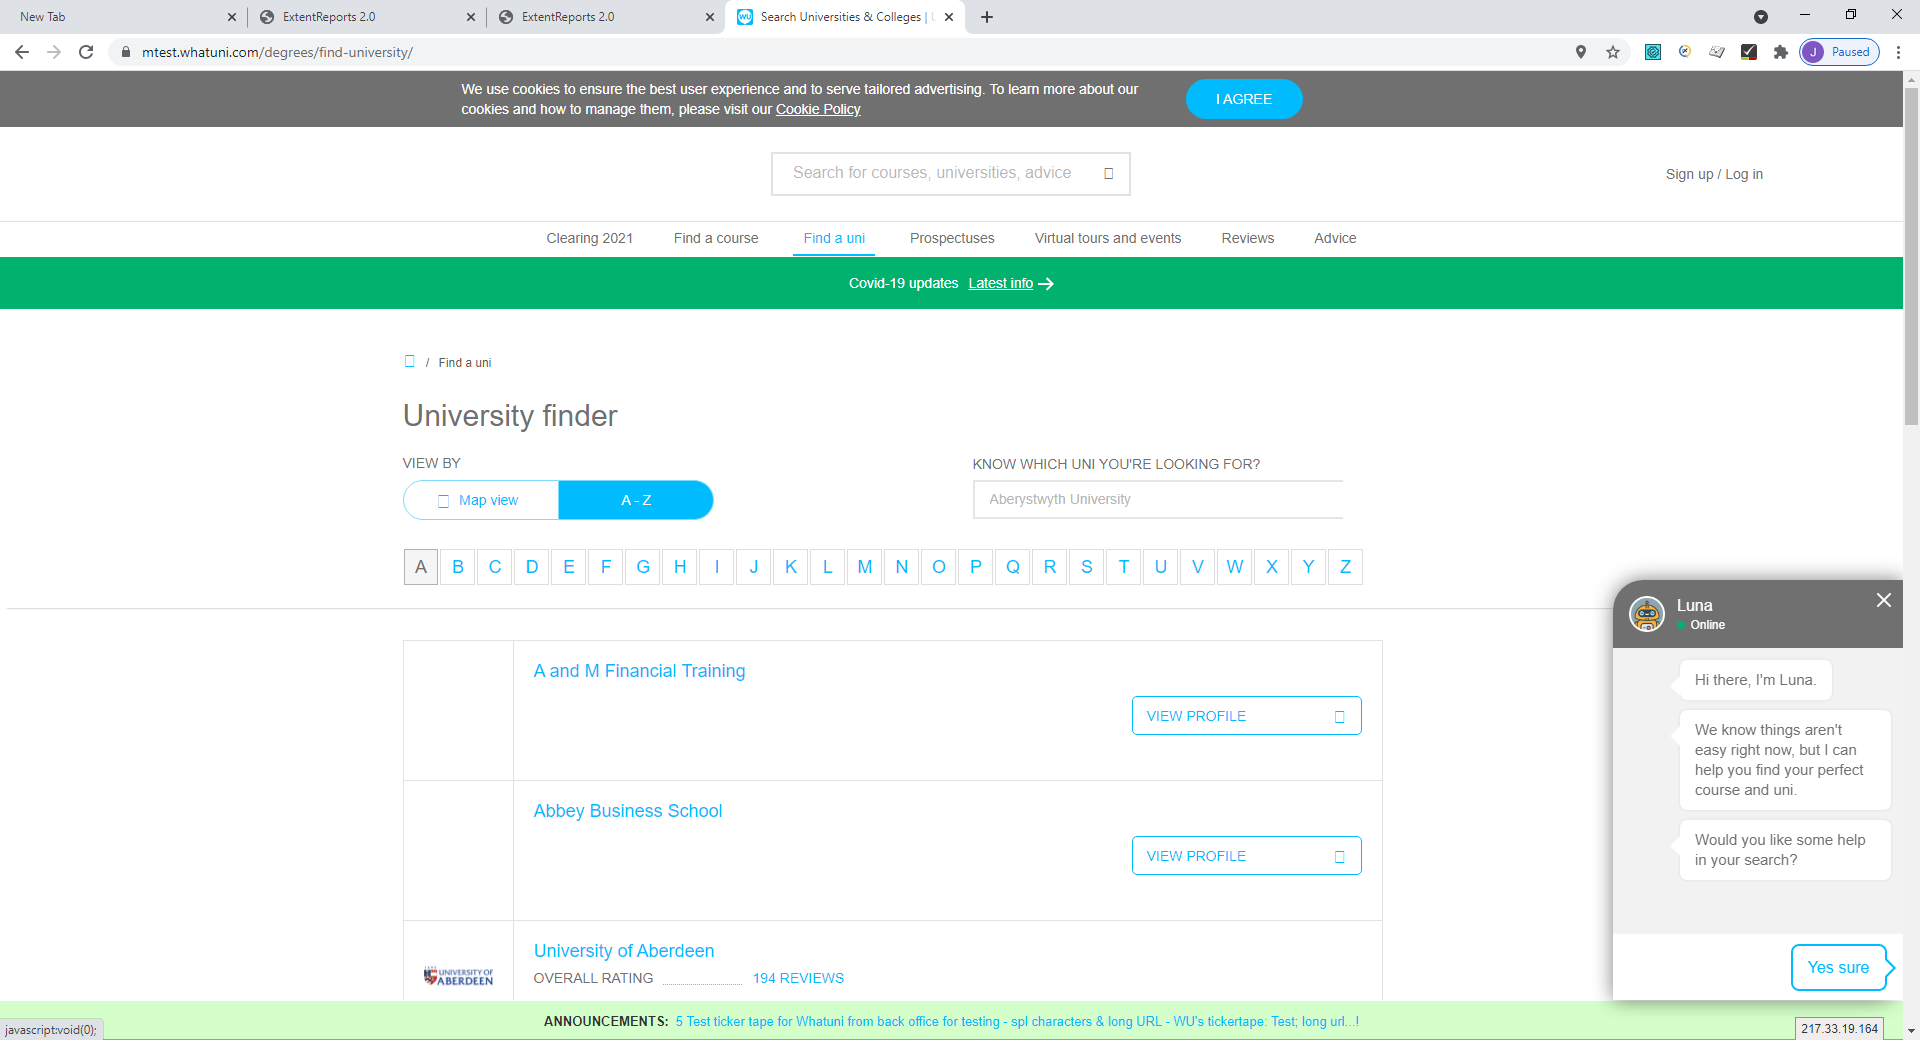 New Tab
ExtentReports 2.0
ExtentReports 2.0
Search Universities & Colleges |
mtest.whatuni.com/degrees/find-university/
J Paused
We use cookies to ensure the best user experience and to serve tailored advertising. To learn more about our
cookies and how to manage them, please visit our Cookie Policy
I AGREE
Search for courses, universities, advice
Sign up / Log in
Clearing 2021
Find a course
Find a uni
Prospectuses
Virtual tours and events
Reviews
Advice
Covid-19 updates Latest info
/ Find a uni
University finder
VIEW BY
KNOW WHICH UNI YOU'RE LOOKING FOR?
Map view
A - Z
Aberystwyth University
A B C D E F G H I J K L M N O P Q R S T U V W X Y Z
A and M Financial Training
VIEW PROFILE
Abbey Business School
VIEW PROFILE
University of Aberdeen
UNIVERSITY OF
ABERDEEN
OVERALL RATING 194 REVIEWS
Luna
Online
Hi there, I'm Luna.
We know things aren't
easy right now, but I can
help you find your perfect
course and uni.
Would you like some help
in your search?
Yes sure
ANNOUNCEMENTS: 5 Test ticker tape for Whatuni from back office for testing - spl characters & long URL - WU's tickertape: Test; long url...!
javascript:void(0);
217.33.19.164